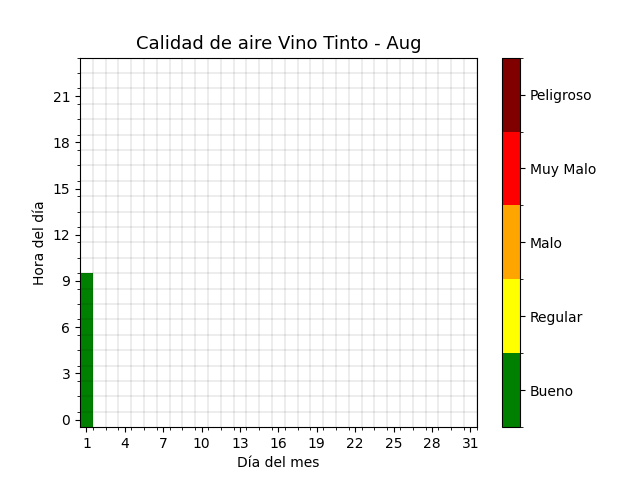 Calidad de aire Vino Tinto - Aug
Hora del día
21
18
15
12
9
6
3
0
1 4 7 10 13 16 19 22 25 28 31
Día del mes
Peligroso
Muy Malo
Malo
Regular
Bueno